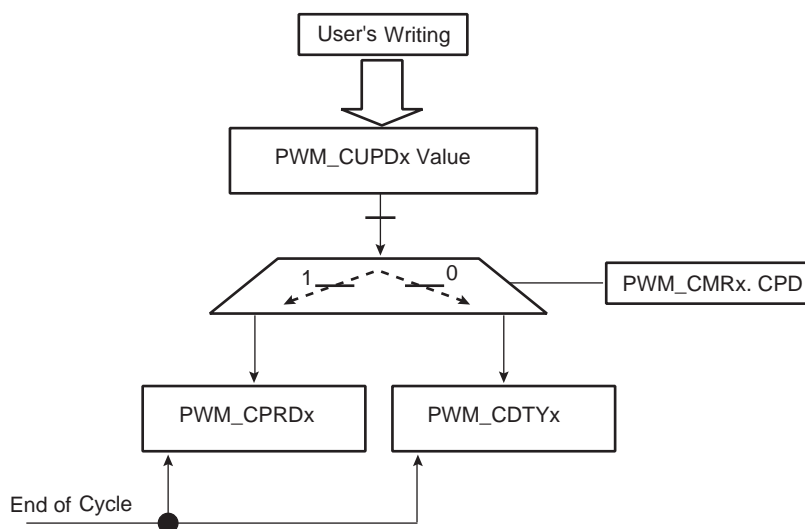 User's Writing
PWM_CUPDx Value
1
0
PWM_CMRx. CPD
PWM_CPRDx
PWM_CDTYx
End of Cycle